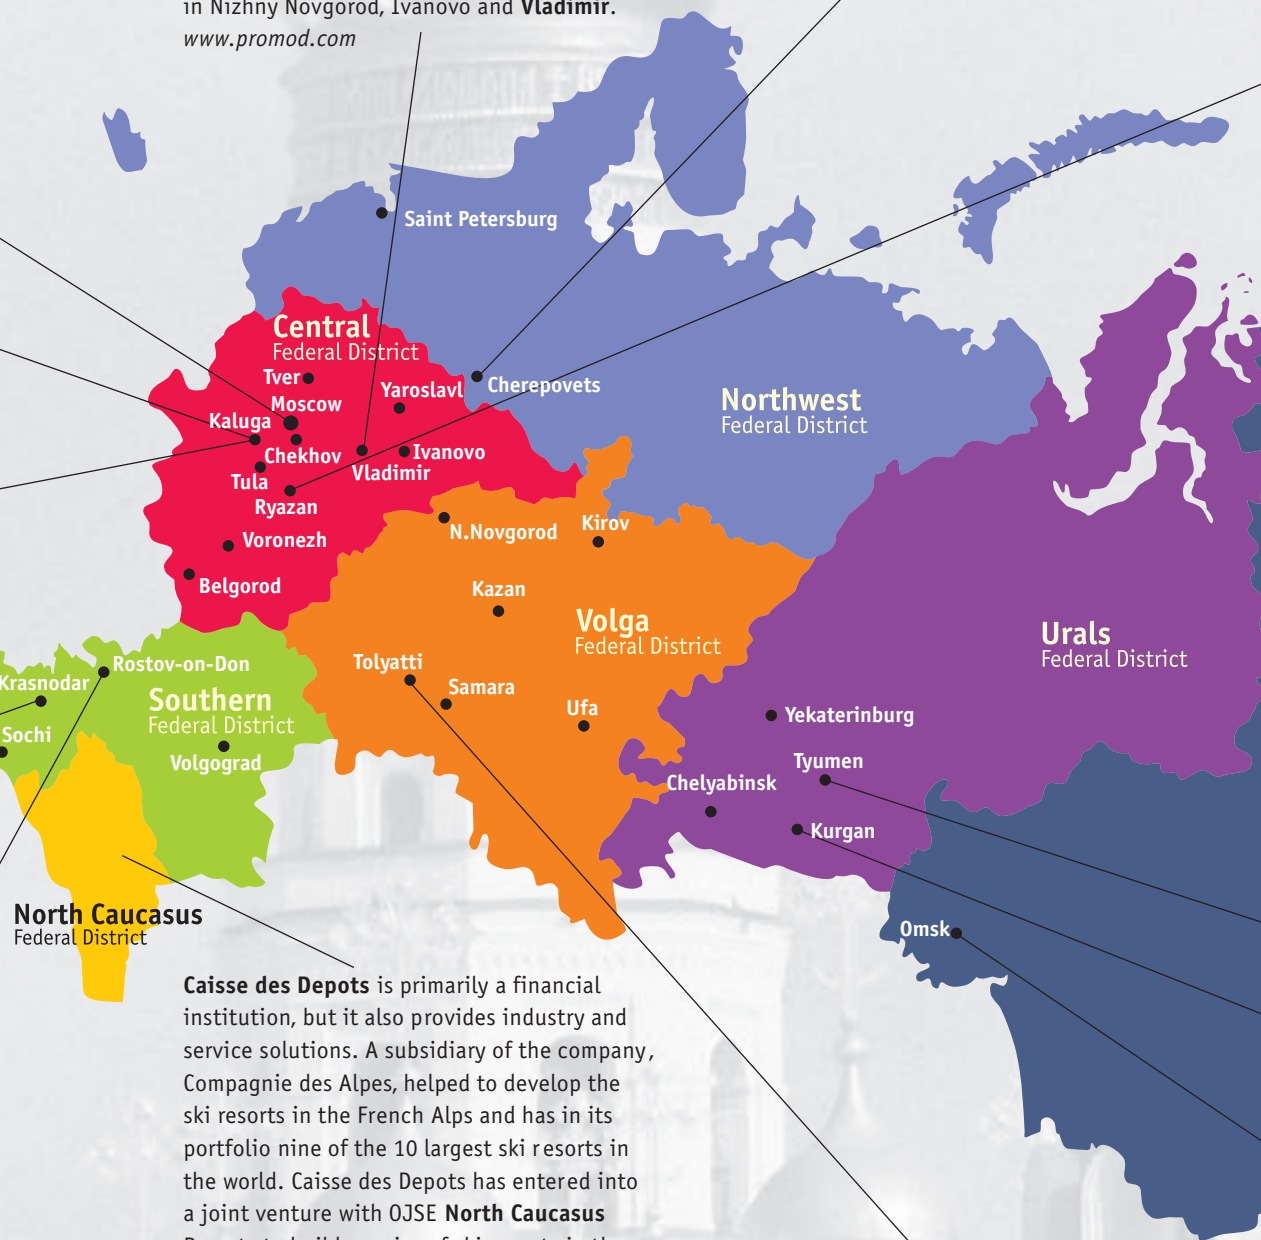 in Nizhny Novgorod, Ivanovo and Vladimir.
www.promod.com
Saint Petersburg
Central
Federal District
Tver
Yaroslavl
Cherepovets
Moscow
Kaluga
Northwest
Federal District
Chekhov
Ivanovo
Vladimir
Tula
Ryazan
N.Novgorod
Kirov
Voronezh
Belgorod
Kazan
Volga
Federal District
Urals
Federal District
Rostov-on-Don
Tolyatti
Krasnodar
Samara
Southern
Federal District
Ufa
Yekaterinburg
Sochi
Volgograd
Tyumen
Chelyabinsk
Kurgan
North Caucasus
Federal District
Omsk
Caisse des Depots is primarily a financial
institution, but it also provides industry and
service solutions. A subsidiary of the company,
Compagnie des Alpes, helped to develop the
ski resorts in the French Alps and has in its
portfolio nine of the 10 largest ski resorts in
the world. Caisse des Depots has entered into
a joint venture with OJSE North Caucasus